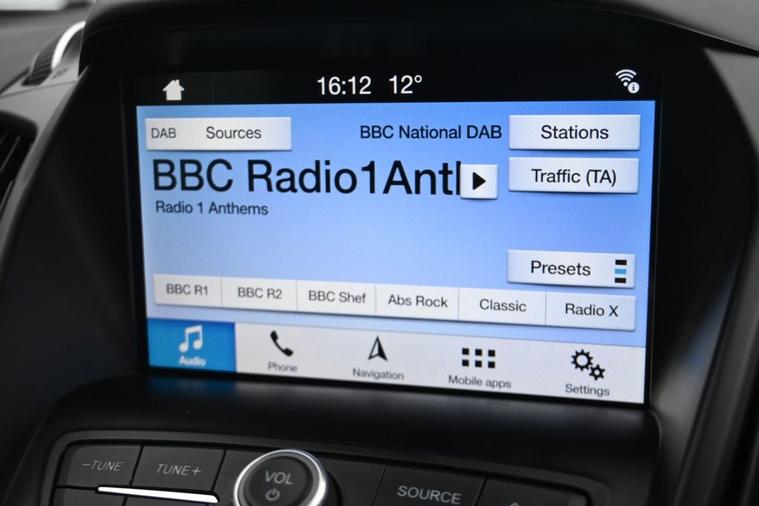 16:12 12°
DAB Sources BBC National DAB Stations
BBC Radio1Antl
Traffic (TA)
Radio 1 Anthems
Presets
BBC R1 BBC R2 BBC Shef Abs Rock Classic Radio X
Audio Phone Navigation Mobile apps Settings
-TUNE TUNE+ VOL SOURCE